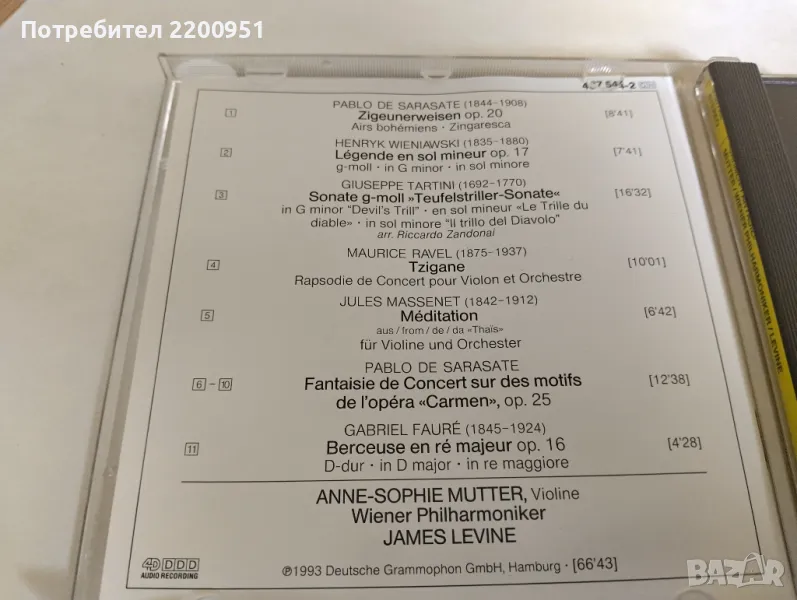 Потребител 2200951
437 544-2
PABLO DE SARASATE (1844-1908)
1 Zigeunerweisen op. 20 [8'41]
Airs bohémiens · Zingaresca
HENRYK WIENIAWSKI (1835-1880)
2 Légende en sol mineur op. 17 [7'41]
g-moll · in G minor · in sol minore
GIUSEPPE TARTINI (1692-1770)
3 Sonate g-moll »Teufelstriller-Sonate« [16'32]
in G minor "Devil's Trill" · en sol mineur «Le Trille du
diable» · in sol minore "Il trillo del Diavolo"
arr. Riccardo Zandonai
MAURICE RAVEL (1875-1937)
4 Tzigane [10'01]
Rapsodie de Concert pour Violon et Orchestre
JULES MASSENET (1842-1912)
5 Méditation [6'42]
aus / from / de / da «Thaïs»
für Violine und Orchester
PABLO DE SARASATE
6 - 10 Fantaisie de Concert sur des motifs [12'38]
de l'opéra «Carmen», op. 25
GABRIEL FAURÉ (1845-1924)
11 Berceuse en ré majeur op. 16 [4'28]
D-dur · in D major · in re maggiore
ANNE-SOPHIE MUTTER, Violine
Wiener Philharmoniker
JAMES LEVINE
4D DDD
AUDIO RECORDING
℗1993 Deutsche Grammophon GmbH, Hamburg · [66'43]
WIENER PHILHARMONIKER / LEVINE
bazar